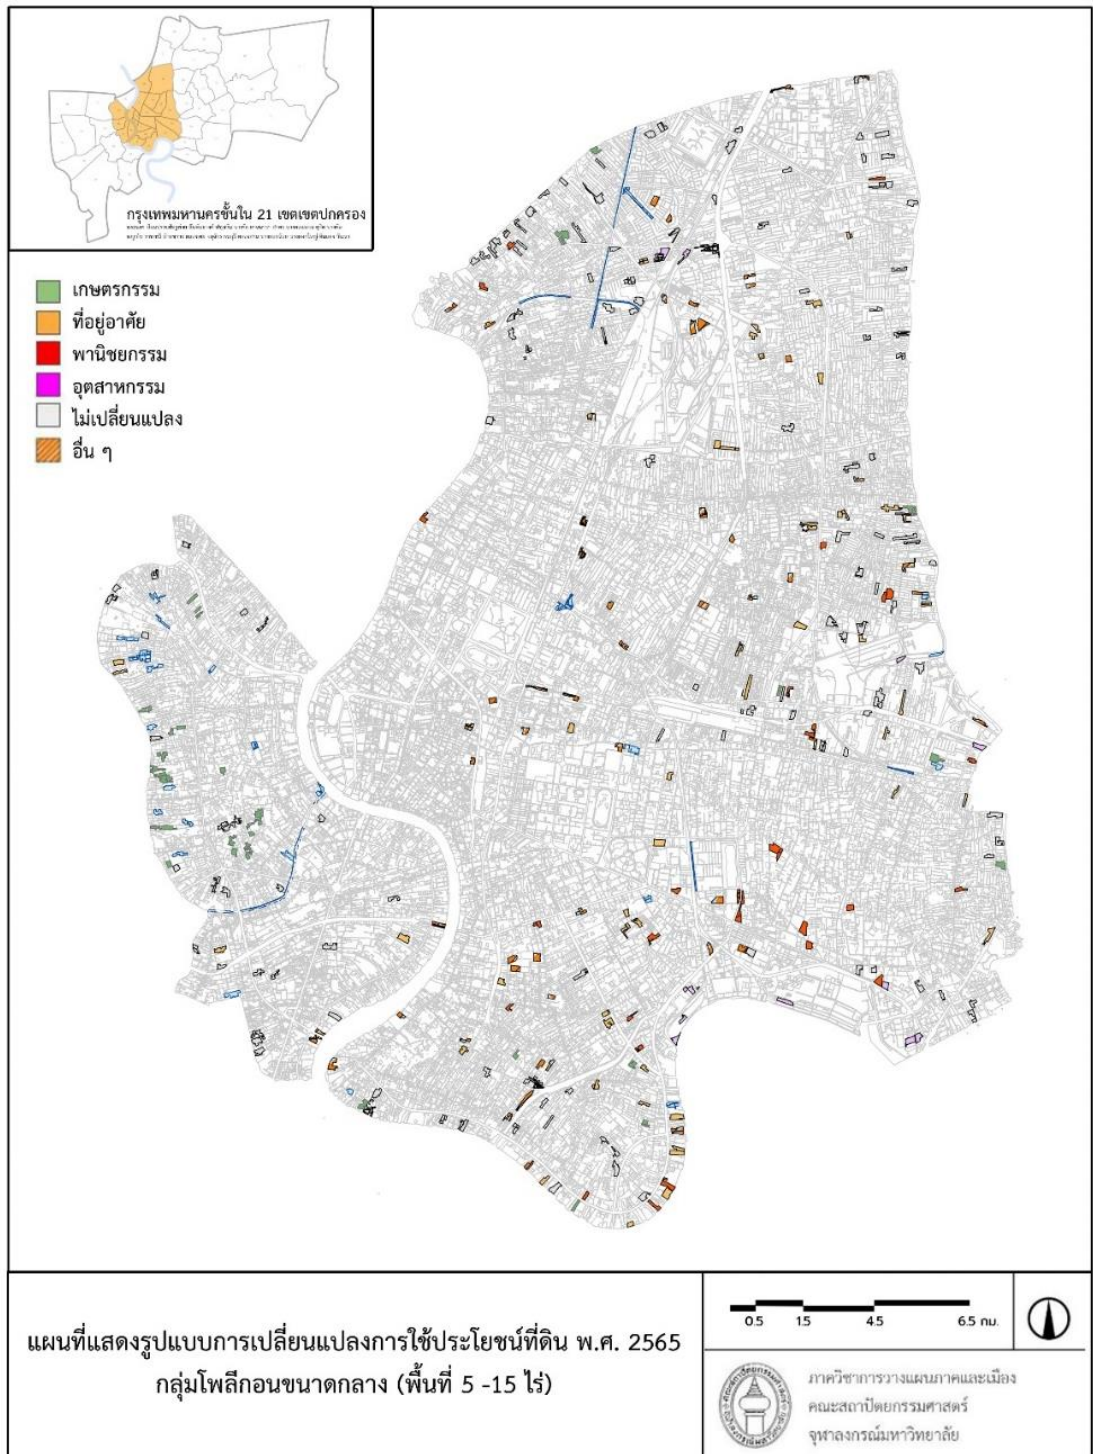 กรุงเทพมหานครชั้นใน 21 เขตเขตปกครอง
เกษตรกรรม
ที่อยู่อาศัย
พานิชยกรรม
อุตสาหกรรม
ไม่เปลี่ยนแปลง
อื่น ๆ
แผนที่แสดงรูปแบบการเปลี่ยนแปลงการใช้ประโยชน์ที่ดิน พ.ศ. 2565
กลุ่มโพลีกอนขนาดกลาง (พื้นที่ 5 -15 ไร่)
0.5 1.5 4.5 6.5 กม.
ภาควิชาการวางแผนภาคและเมือง
คณะสถาปัตยกรรมศาสตร์
จุฬาลงกรณ์มหาวิทยาลัย